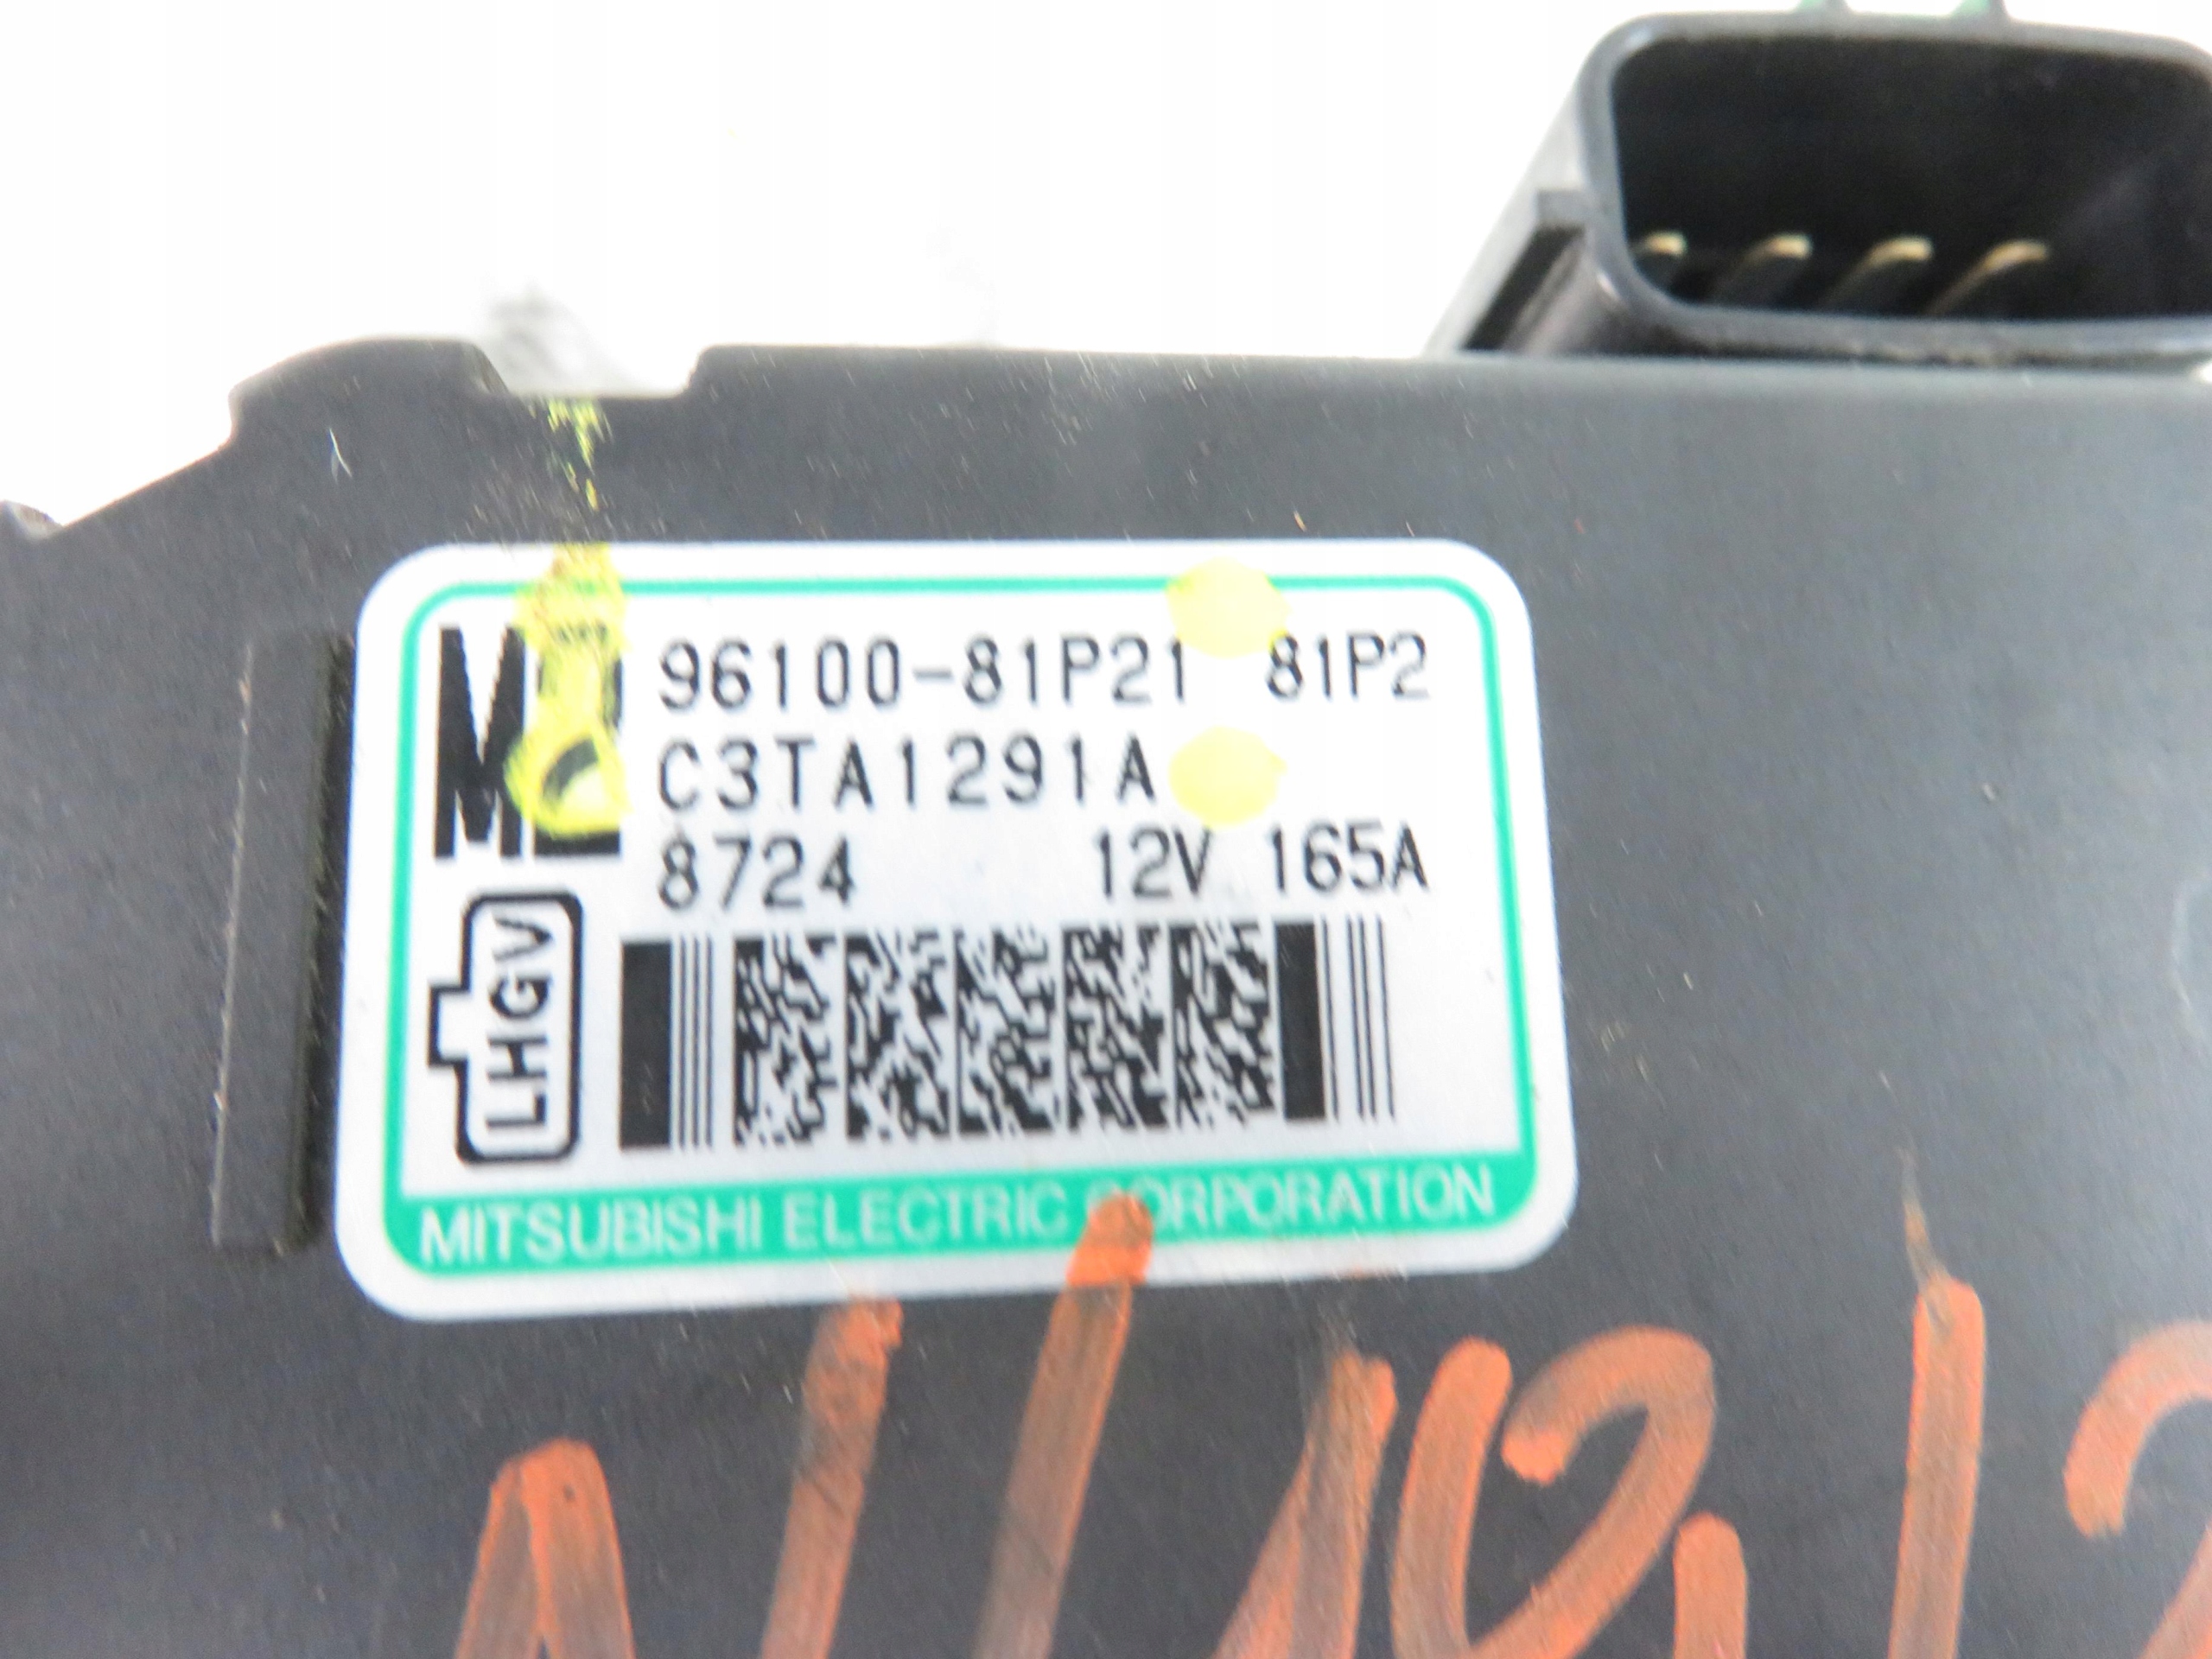 96100-81P21 81P2
C3TA1291A
8724 12V 165A
LHGV
MITSUBISHI ELECTRIC CORPORATION